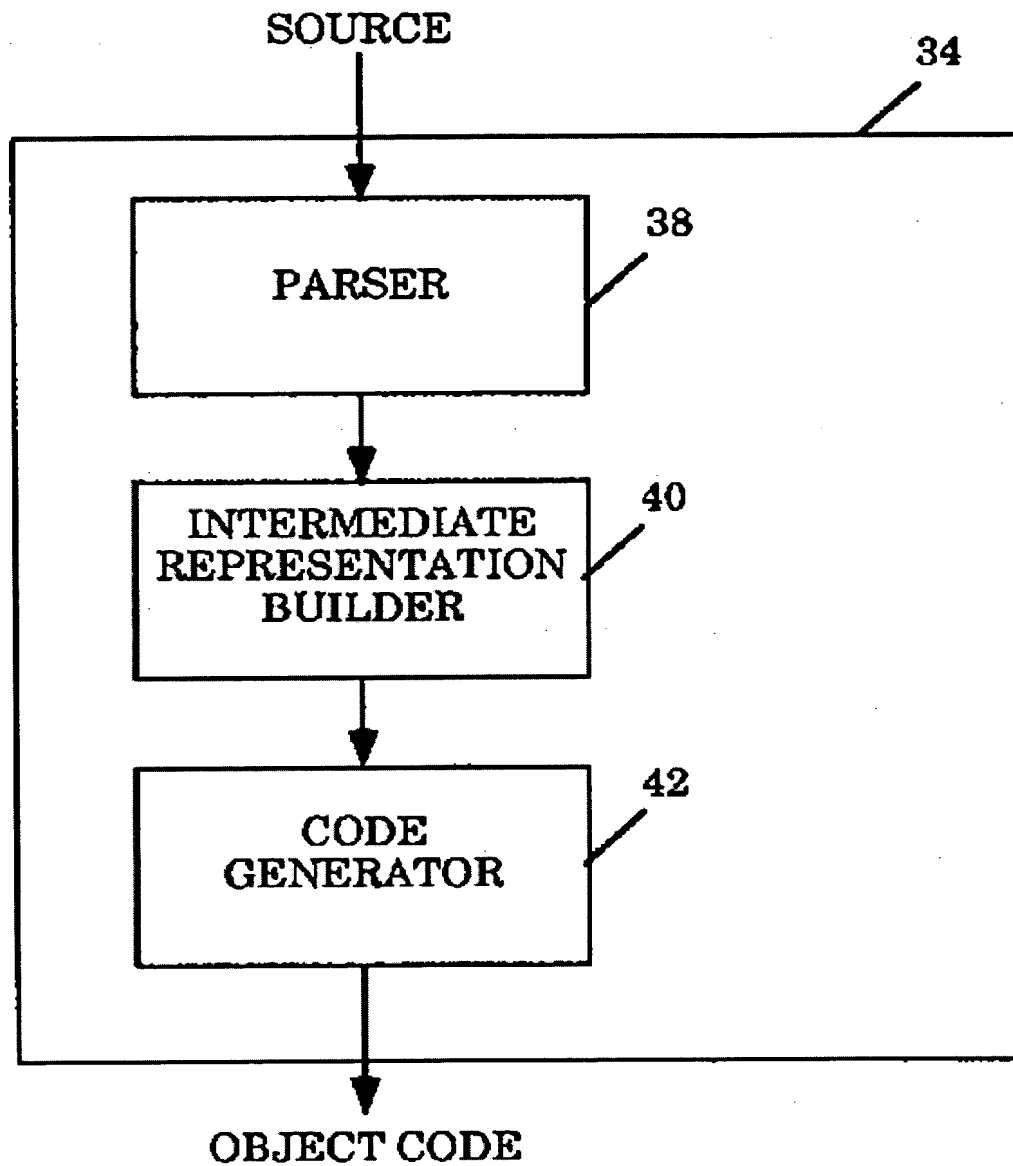 SOURCE
34
PARSER
38
INTERMEDIATE
REPRESENTATION
BUILDER
40
CODE
GENERATOR
42
OBJECT CODE